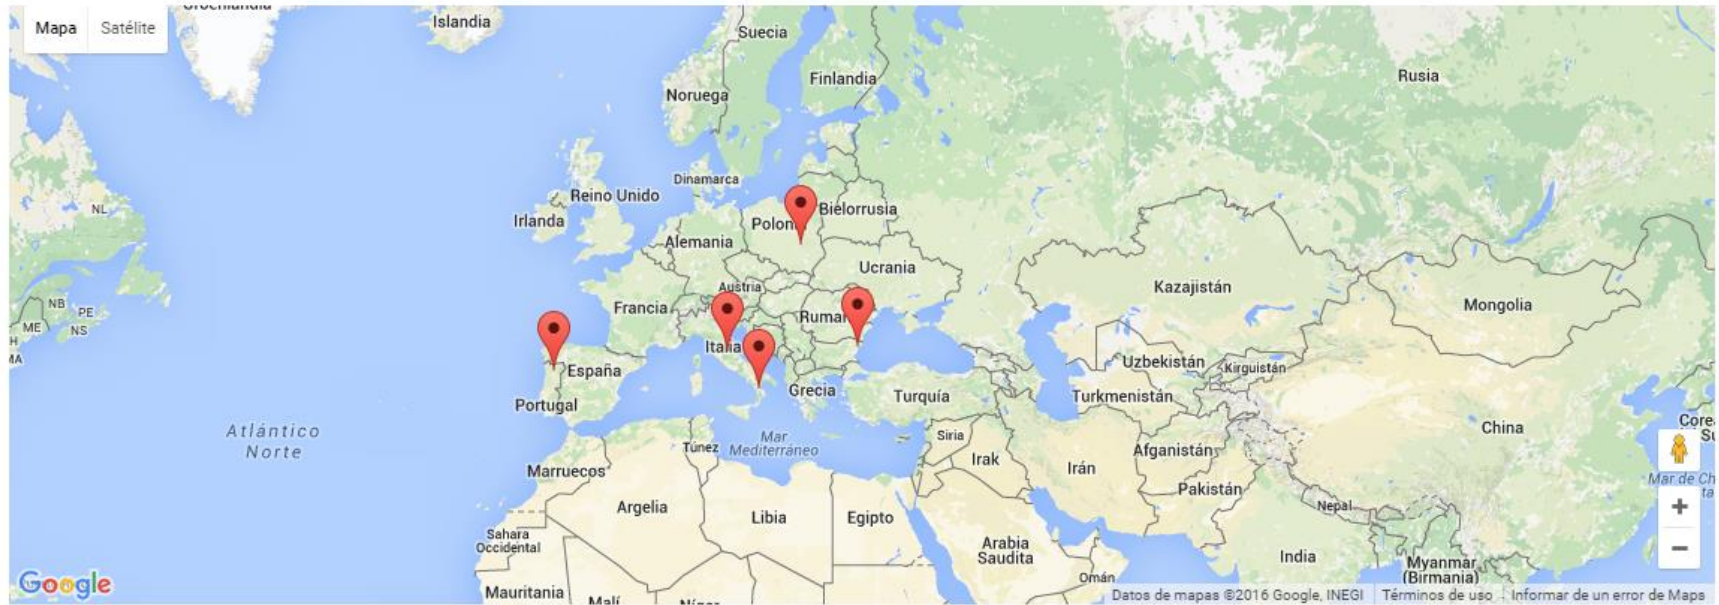 Groenlandia
Islandia
Mapa
Satélite
Suecia
Finlandia
Noruega
Rusia
Dinamarca
Reino Unido
Irlanda
NL
Bielorrusia
Alemania
Ucrania
Austria
Kazajistán
Mongolia
Francia
NB
PE
ME
NS
Italia
España
Uzbekistán
Kirguistán
Grecia
Turquía
Turkmenistán
Portugal
Atlántico
Norte
Mar
Mediterráneo
Túnez
Siria
Irak
Irán
Afganistán
China
Marruecos
Pakistán
Argelia
Libia
Egipto
Nepal
Sahara
Occidental
Arabia
Saudita
India
Myanmar
(Birmania)
Omán
Google
Mauritania
Malí
Datos de mapas ©2016 Google, INEGI
Términos de uso
Informar de un error de Maps